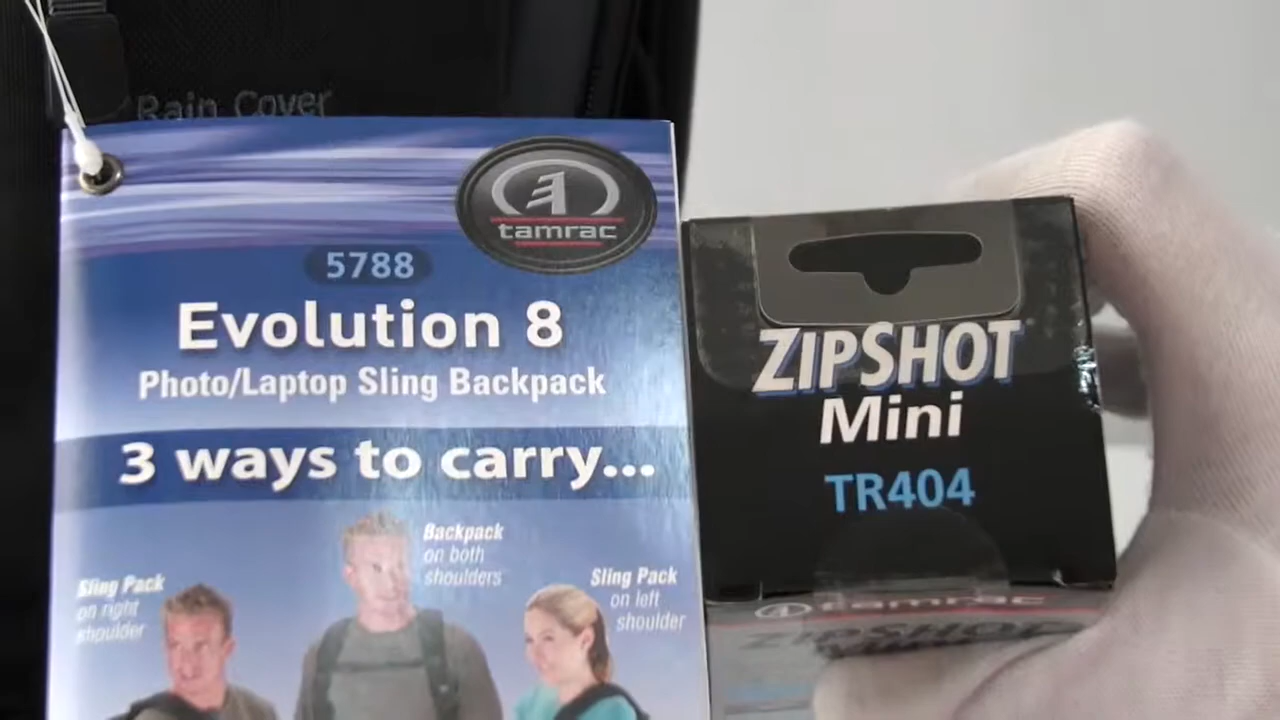 Rain Cover
tamrac
5788
Evolution 8
Photo/Laptop Sling Backpack
3 ways to carry...
Backpack
on both
shoulders
Sling Pack
on right
shoulder
Sling Pack
on left
shoulder
ZIPSHOT
Mini
TR404
tamrac
ZIPSHOT